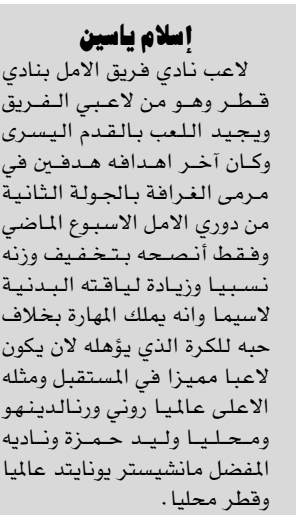 إسلام ياسين
لاعب نادي فريق الامل بنادي
قطر وهو من لاعبي الفريق
ويجيد اللعب بالقدم اليسرى
وكان آخر اهدافه هدفين في
مرمى الغرافة بالجولة الثانية
من دوري الامل الاسبوع الماضي
وفقط أنصحه بتخفيف وزنه
نسبيا وزيادة لياقته البدنية
لاسيما وانه يملك المهارة بخلاف
حبه للكرة الذي يؤهله لان يكون
لاعبا مميزا في المستقبل ومثله
الاعلى عالميا روني ورنالدينهو
ومحليا وليد حمزة وناديه
المفضل مانشيستر يونايتد عالميا
وقطر محليا.